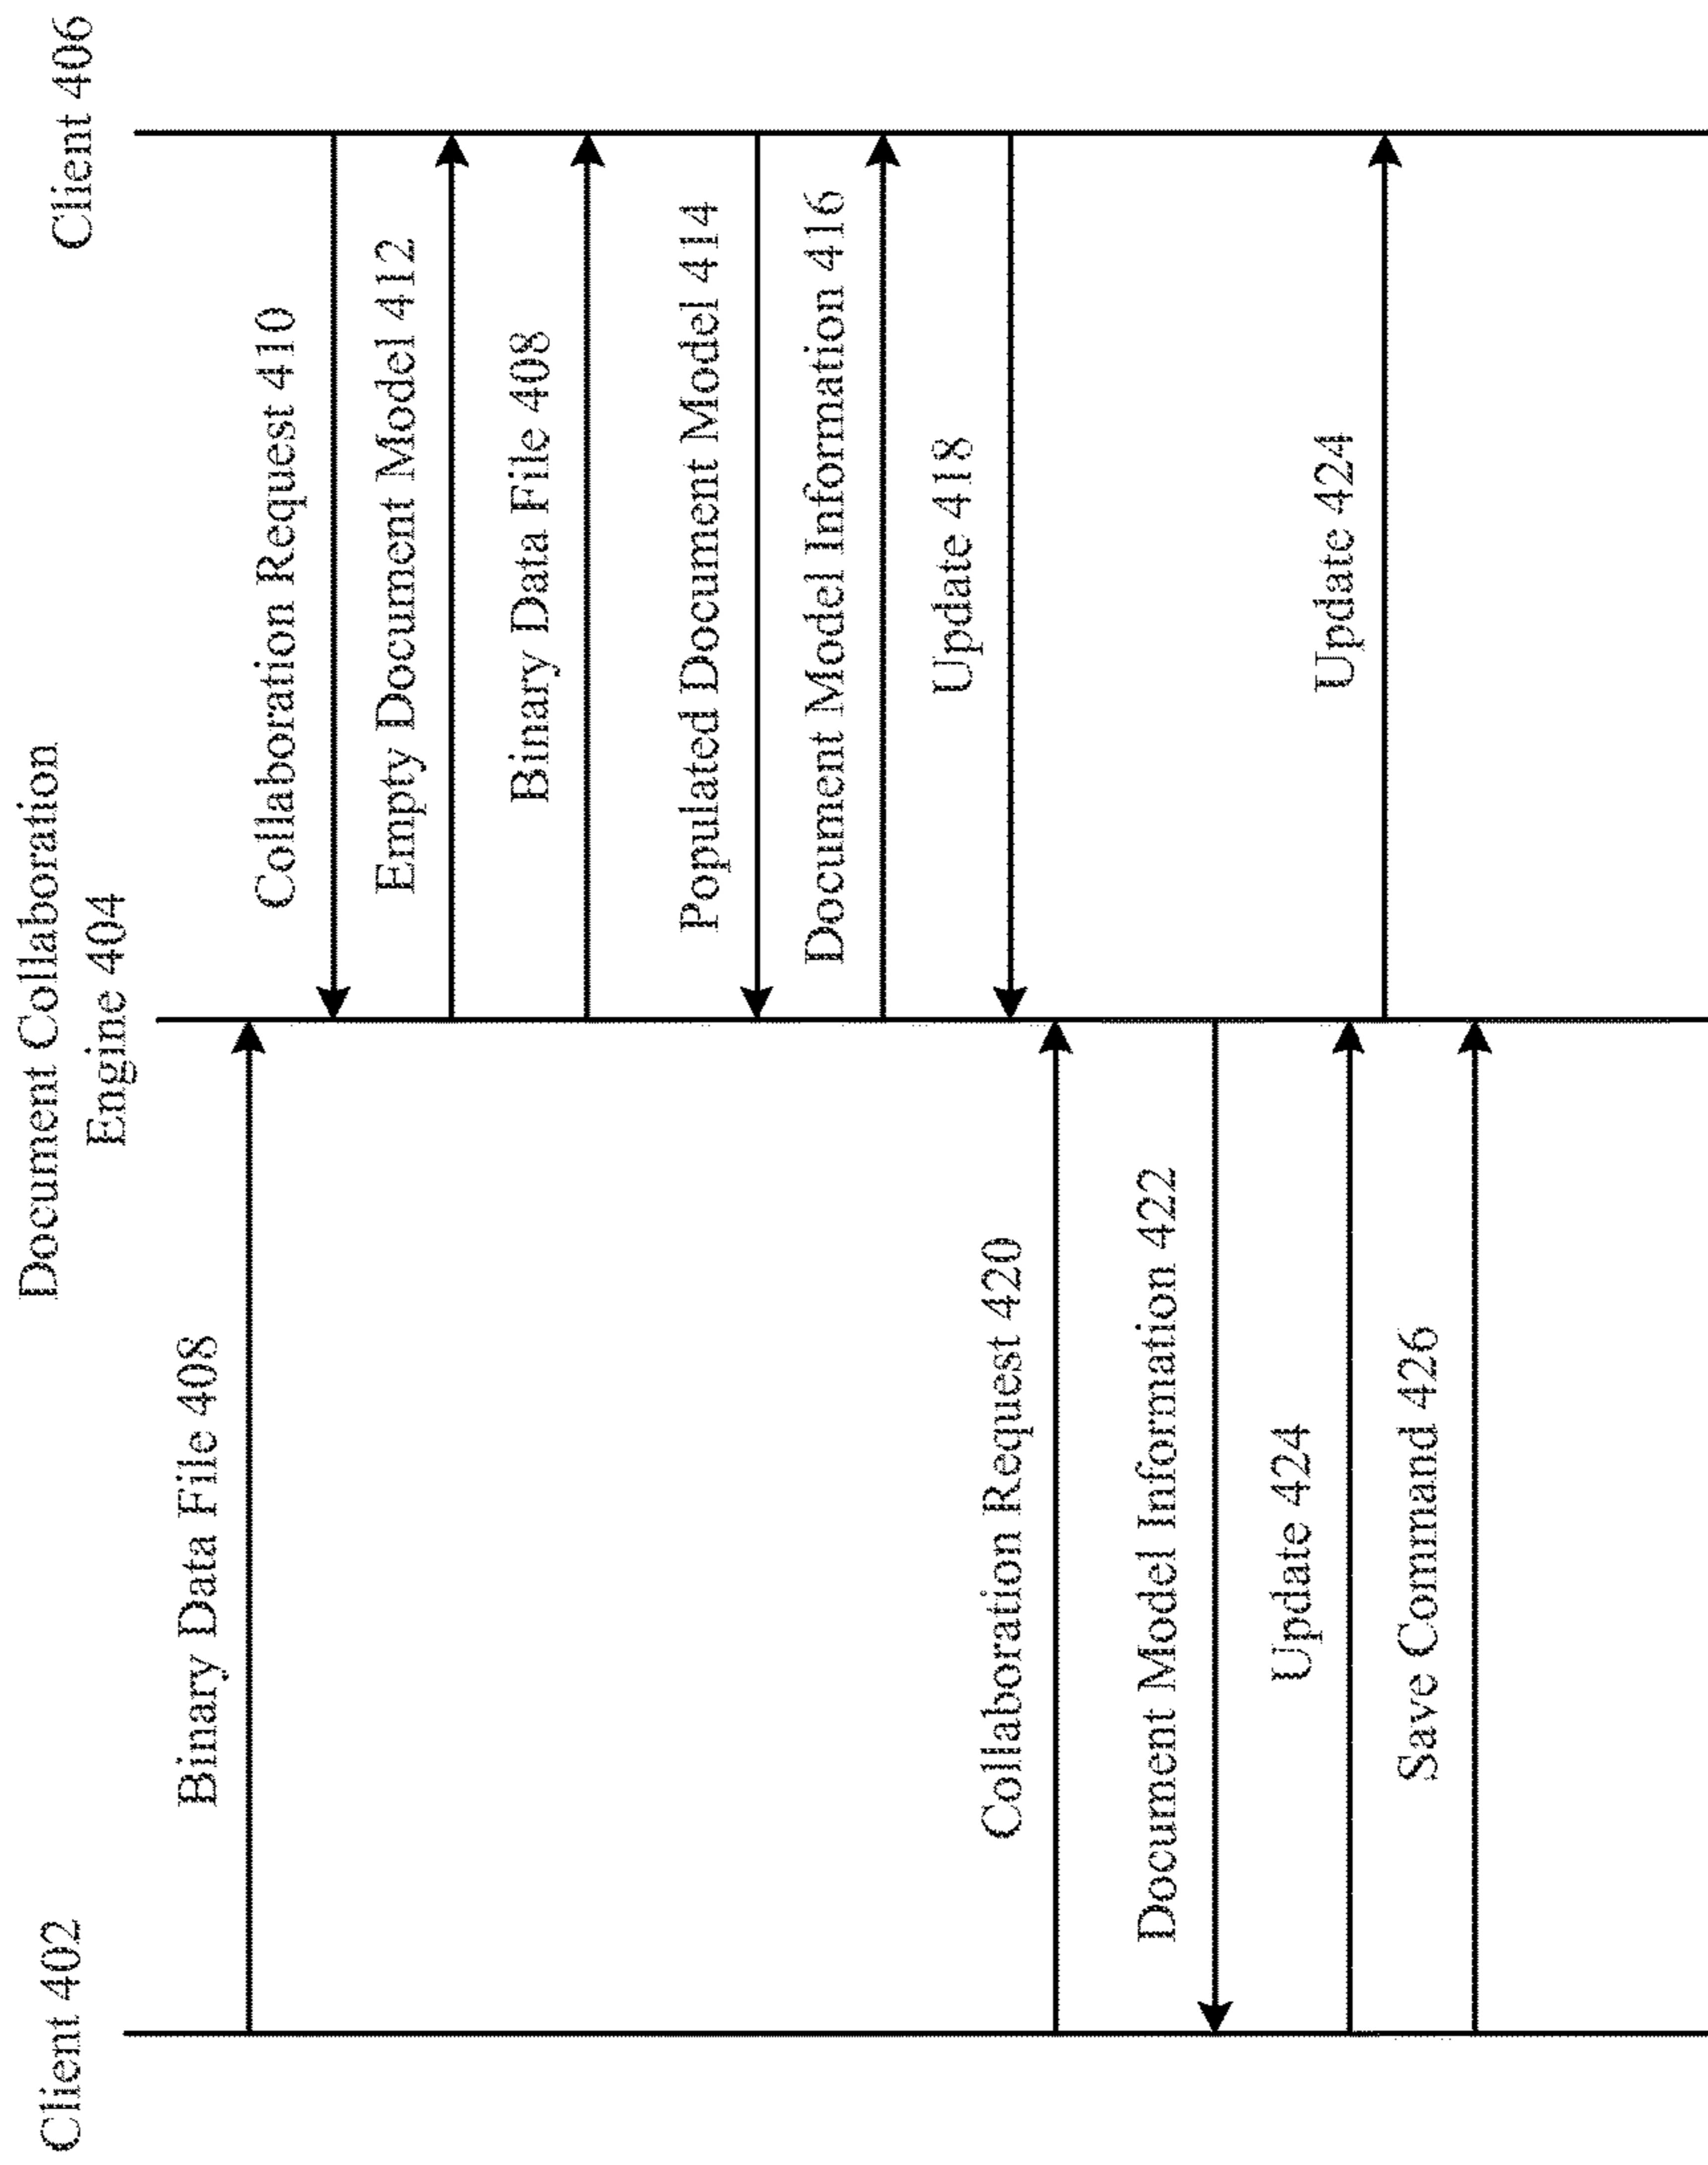 Client 402
Document Collaboration
Engine 404
Client 406
Binary Data File 408
Collaboration Request 410
Empty Document Model 412
Binary Data File 408
Populated Document Model 414
Document Model Information 416
Update 418
Collaboration Request 420
Document Model Information 422
Update 424
Update 424
Save Command 426